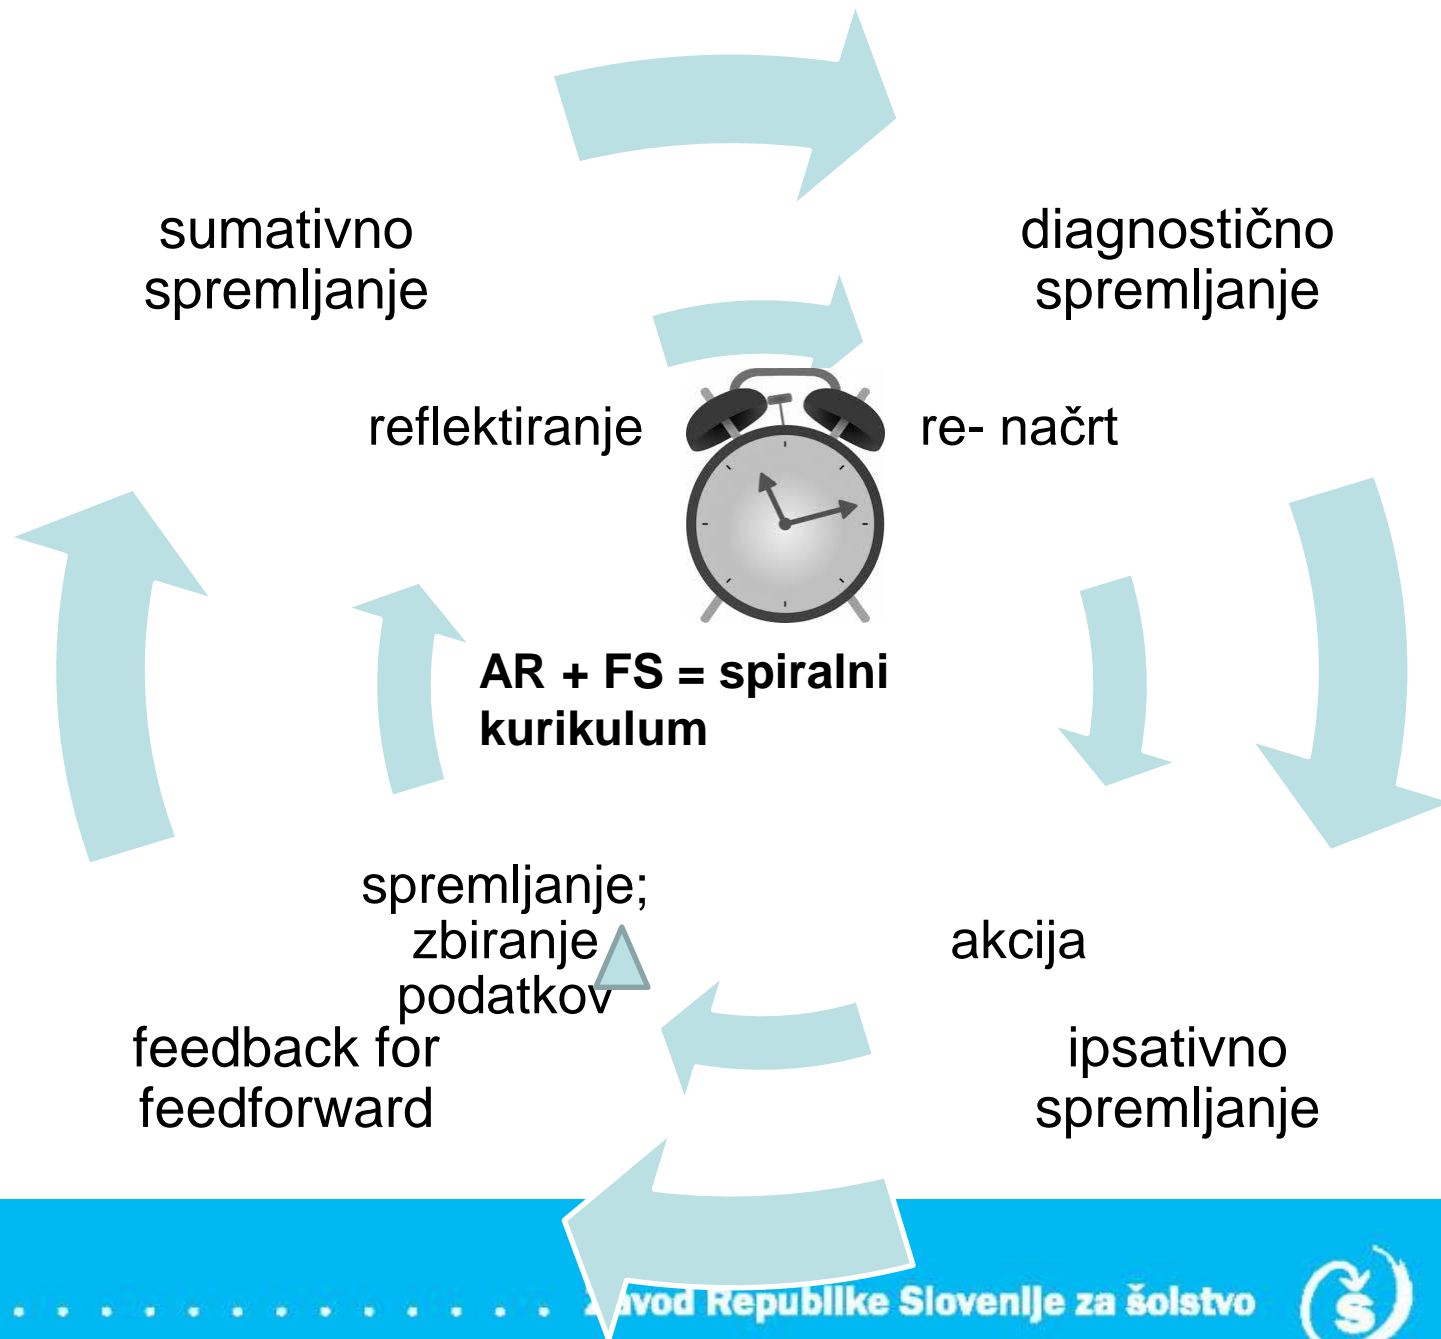 sumativno
spremljanje
diagnostično
spremljanje
reflektiranje
re- načrt
AR + FS = spiralni
kurikulum
spremljanje;
zbiranje
podatkov
akcija
feedback for
feedforward
ipsativno
spremljanje
Zavod Republike Slovenije za šolstvo
š